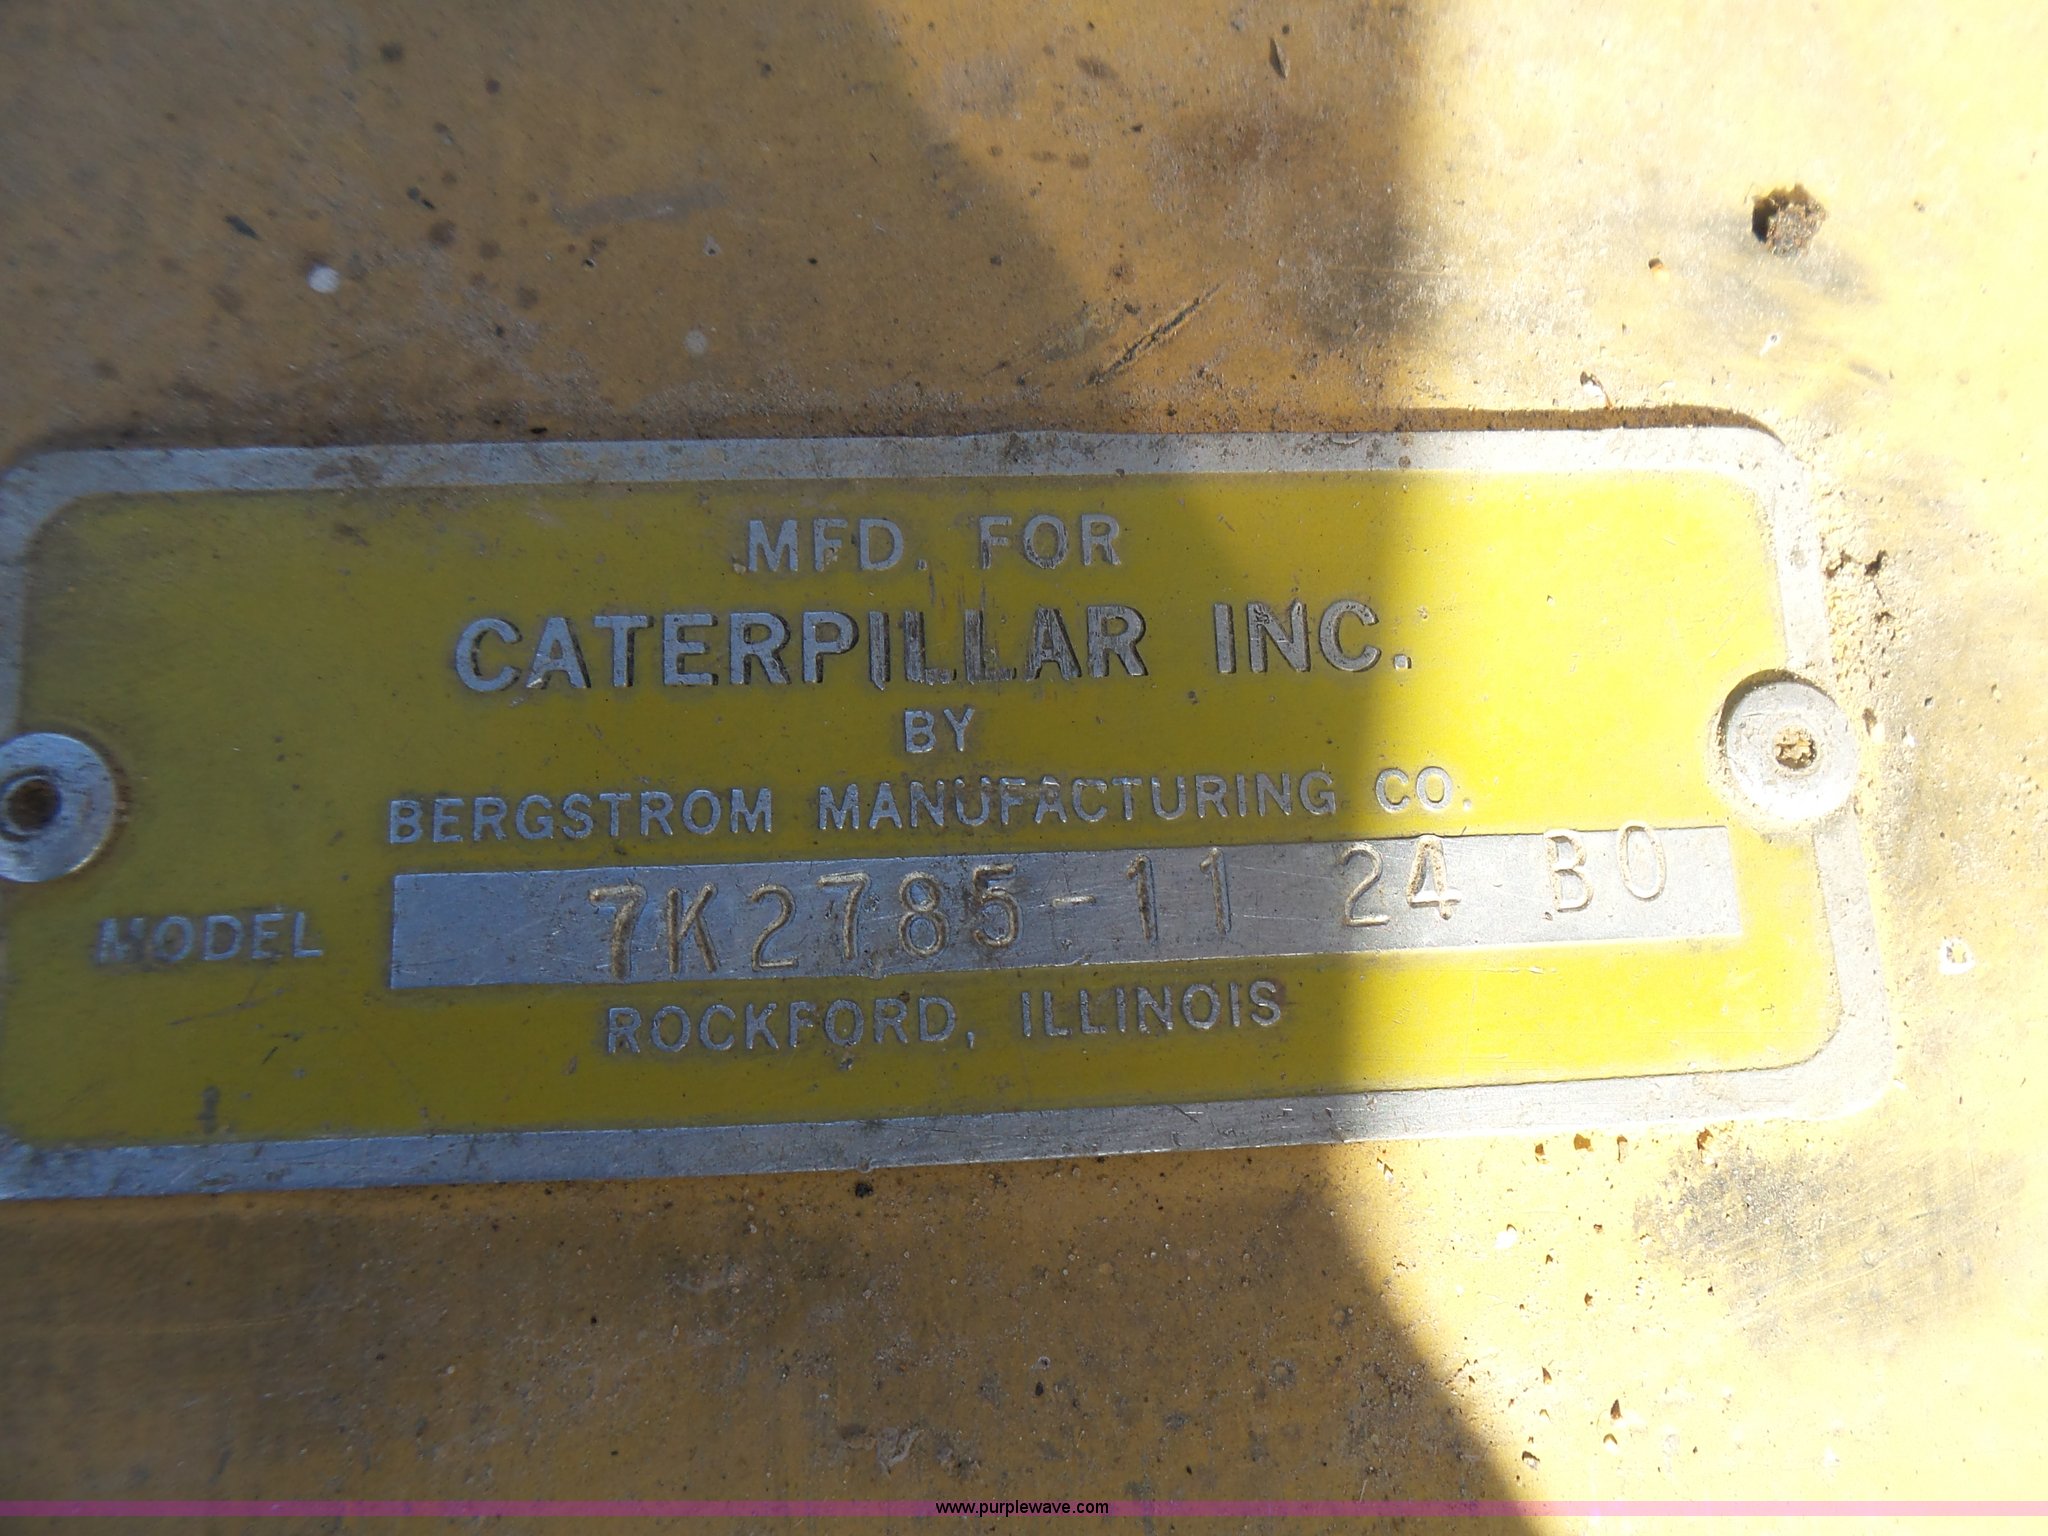 MFD. FOR
CATERPILLAR INC.
BY
BERGSTROM MANUFACTURING CO.
MODEL 7K2785-11 24 B0
ROCKFORD, ILLINOIS
www.purplewave.com